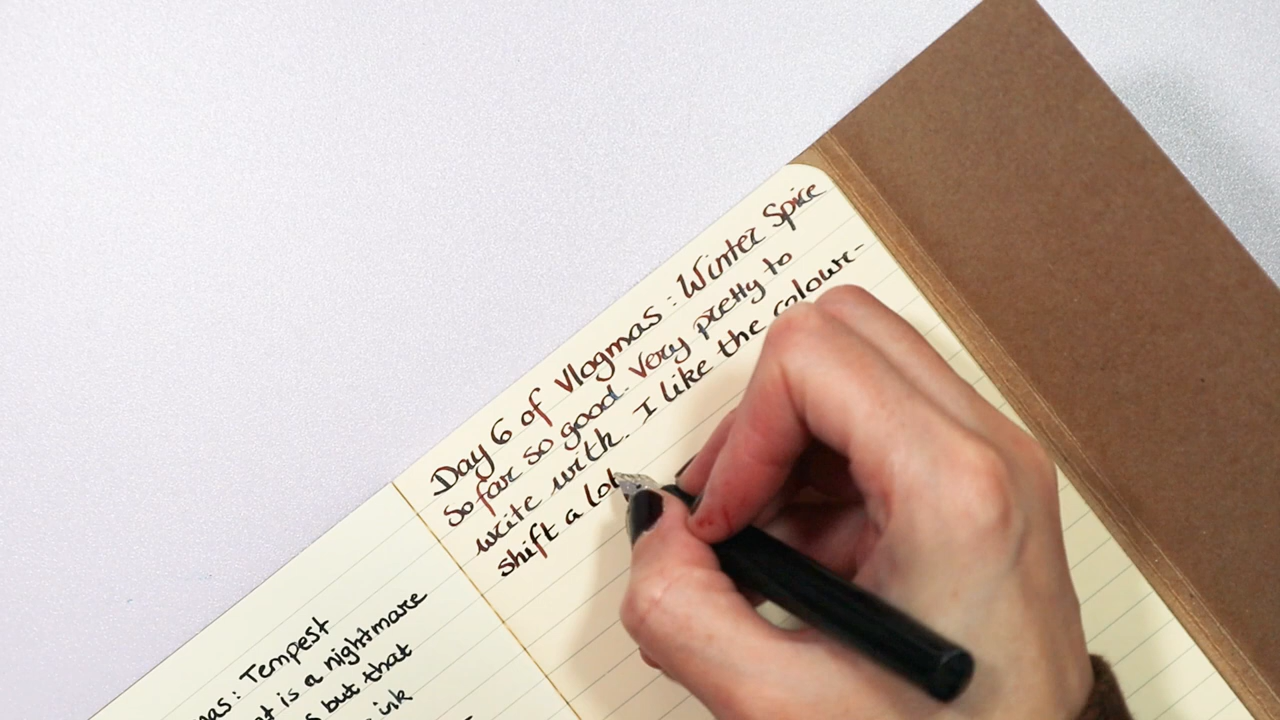 mas: Tempest
is a nightmare
but that
ink
Day 6 of Vlogmas: Winter Spice
so far so good. Very pretty to
write with. I like the colour-
shift a lot